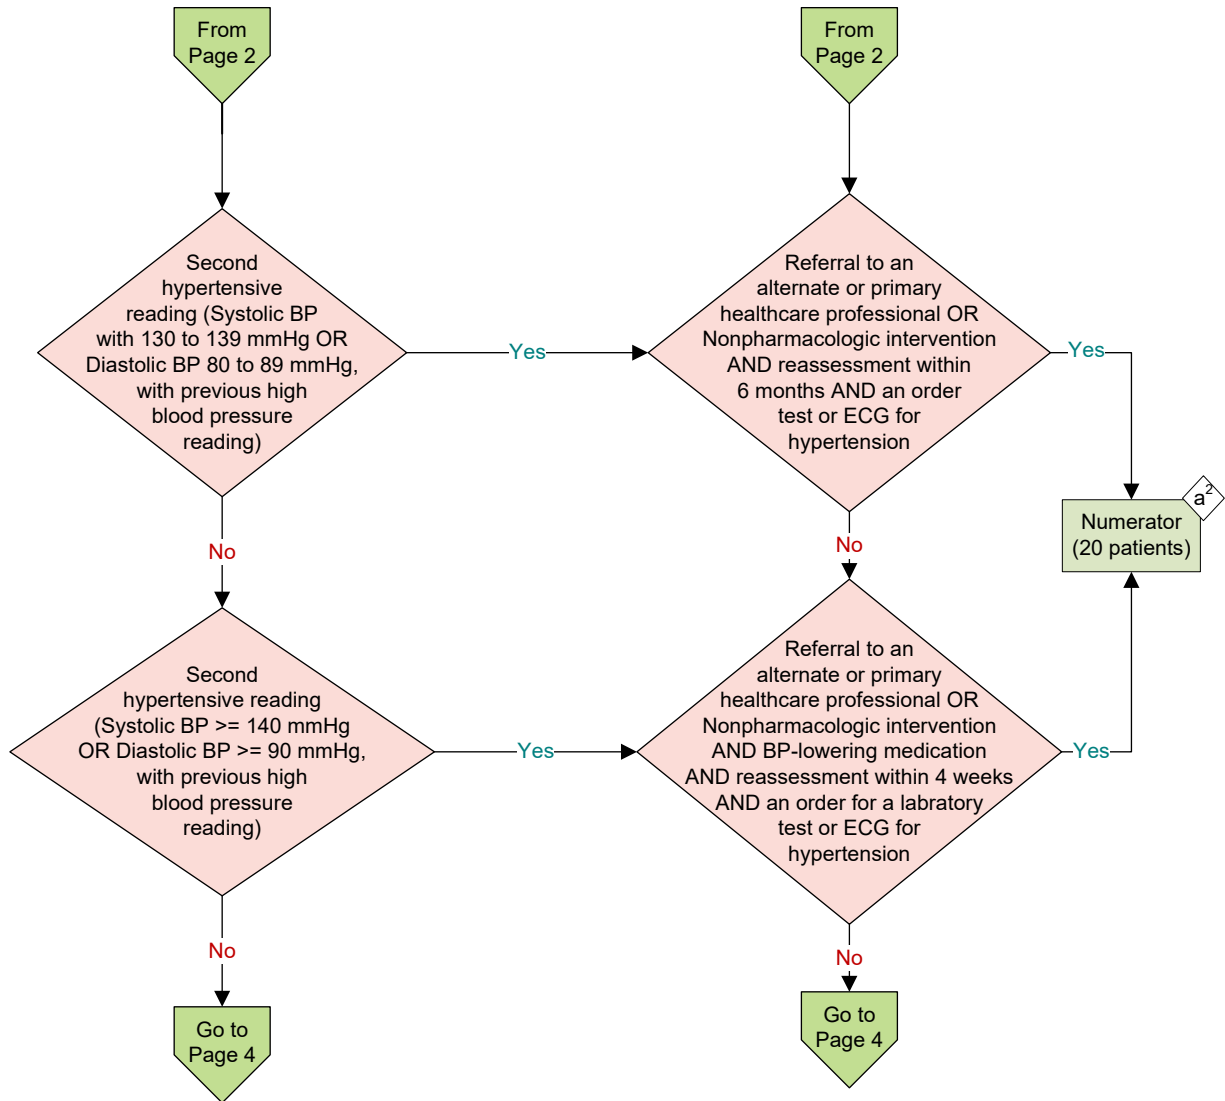 From
Page 2
From
Page 2
Second
hypertensive
reading (Systolic BP
with 130 to 139 mmHg OR
Diastolic BP 80 to 89 mmHg,
with previous high
blood pressure
reading)
Yes
Referral to an
alternate or primary
healthcare professional OR
Nonpharmacologic intervention
AND reassessment within
6 months AND an order
test or ECG for
hypertension
Yes
a²
Numerator
(20 patients)
No
No
Second
hypertensive reading
(Systolic BP >= 140 mmHg
OR Diastolic BP >= 90 mmHg,
with previous high
blood pressure
reading)
Yes
Referral to an
alternate or primary
healthcare professional OR
Nonpharmacologic intervention
AND BP-lowering medication
AND reassessment within 4 weeks
AND an order for a labratory
test or ECG for
hypertension
Yes
No
No
Go to
Page 4
Go to
Page 4